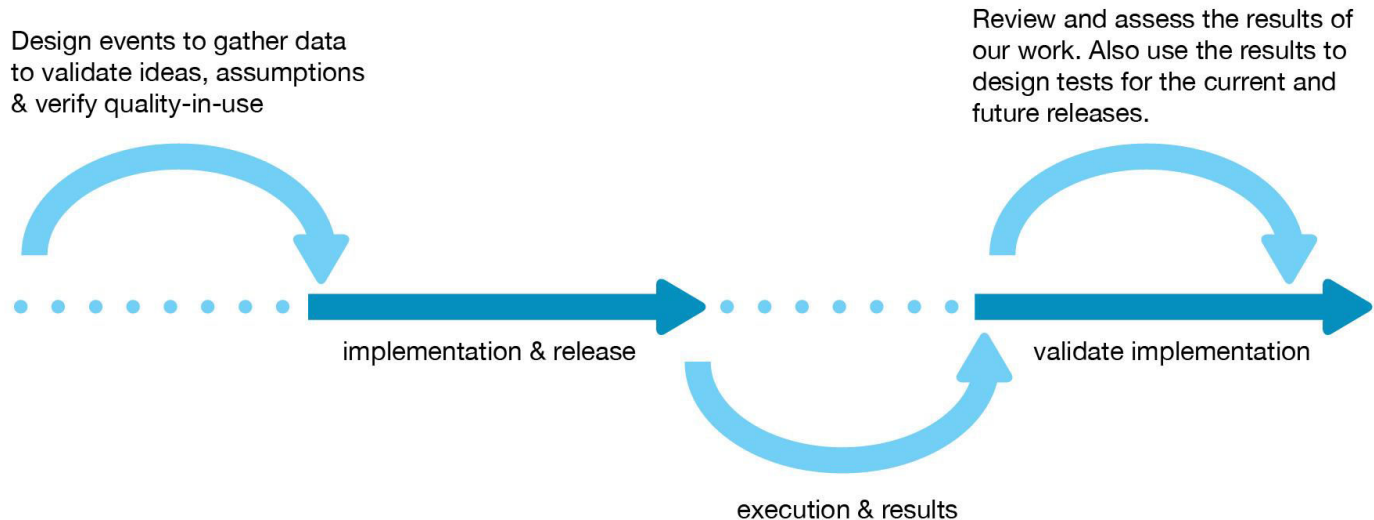 Design events to gather data
to validate ideas, assumptions
& verify quality-in-use
Review and assess the results of
our work. Also use the results to
design tests for the current and
future releases.
implementation & release
validate implementation
execution & results